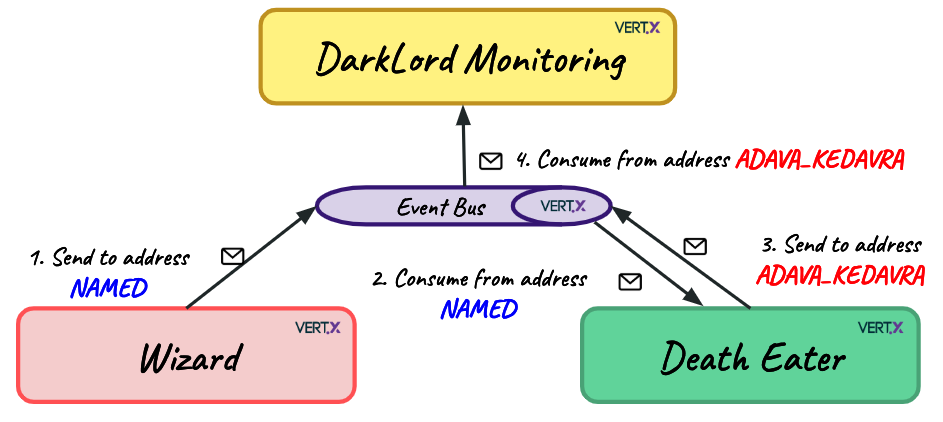 VERT.X
DarkLord Monitoring
4. Consume from address ADAVA_KEDAVRA
Event Bus
VERT.X
1. Send to address
NAMED
2. Consume from address
NAMED
3. Send to address
ADAVA_KEDAVRA
VERT.X
Wizard
VERT.X
Death Eater